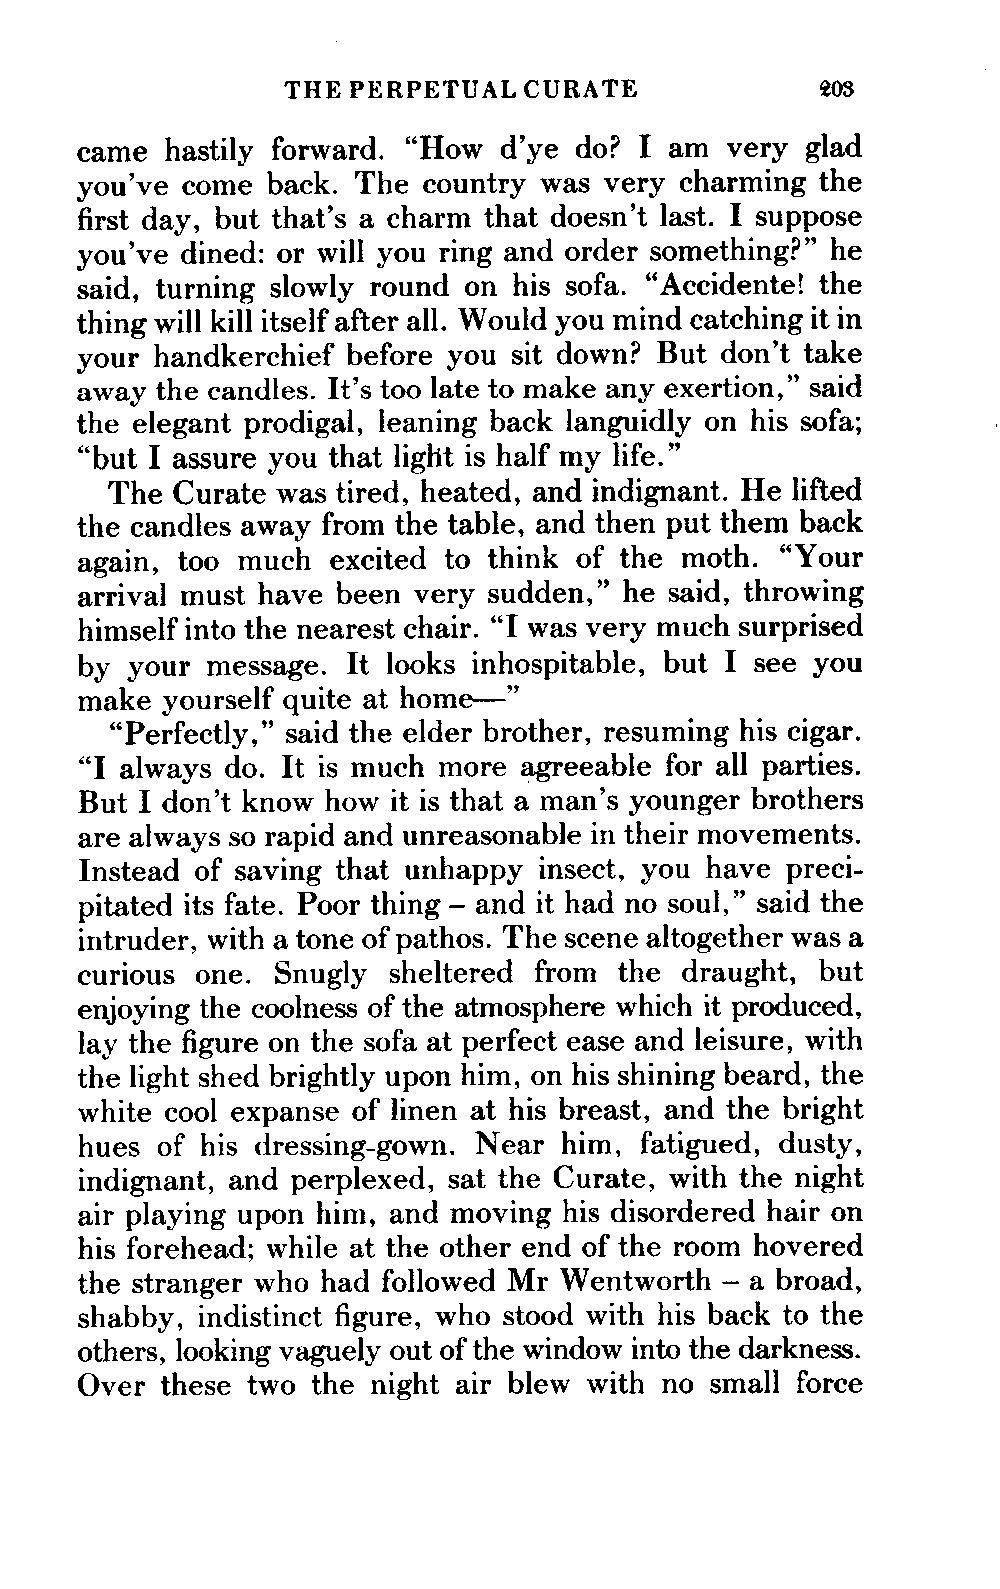 THE PERPETUAL CURATE 203
came hastily forward. “How d’ye do? I am very glad
you’ve come back. The country was very charming the
first day, but that’s a charm that doesn’t last. I suppose
you’ve dined: or will you ring and order something?” he
said, turning slowly round on his sofa. “Accidente! the
thing will kill itself after all. Would you mind catching it in
your handkerchief before you sit down? But don’t take
away the candles. It’s too late to make any exertion,” said
the elegant prodigal, leaning back languidly on his sofa;
“but I assure you that light is half my life.”
The Curate was tired, heated, and indignant. He lifted
the candles away from the table, and then put them back
again, too much excited to think of the moth. “Your
arrival must have been very sudden,” he said, throwing
himself into the nearest chair. “I was very much surprised
by your message. It looks inhospitable, but I see you
make yourself quite at home—”
“Perfectly,” said the elder brother, resuming his cigar.
“I always do. It is much more agreeable for all parties.
But I don’t know how it is that a man’s younger brothers
are always so rapid and unreasonable in their movements.
Instead of saving that unhappy insect, you have preci-
pitated its fate. Poor thing – and it had no soul,” said the
intruder, with a tone of pathos. The scene altogether was a
curious one. Snugly sheltered from the draught, but
enjoying the coolness of the atmosphere which it produced,
lay the figure on the sofa at perfect ease and leisure, with
the light shed brightly upon him, on his shining beard, the
white cool expanse of linen at his breast, and the bright
hues of his dressing-gown. Near him, fatigued, dusty,
indignant, and perplexed, sat the Curate, with the night
air playing upon him, and moving his disordered hair on
his forehead; while at the other end of the room hovered
the stranger who had followed Mr Wentworth – a broad,
shabby, indistinct figure, who stood with his back to the
others, looking vaguely out of the window into the darkness.
Over these two the night air blew with no small force